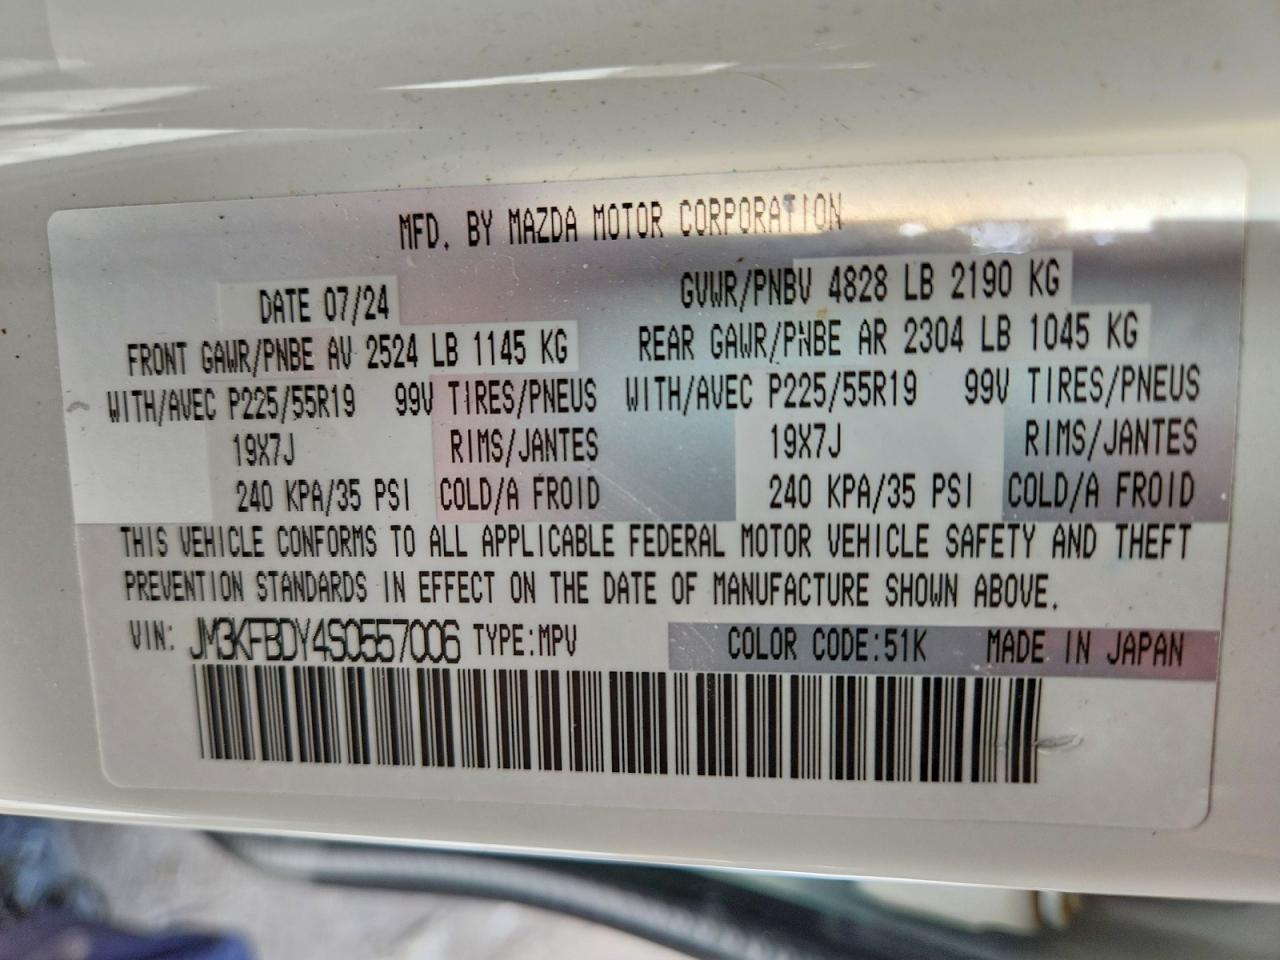 MFD. BY MAZDA MOTOR CORPORATION
DATE 07/24 GVWR/PNBV 4828 LB 2190 KG
FRONT GAWR/PNBE AV 2524 LB 1145 KG REAR GAWR/PNBE AR 2304 LB 1045 KG
WITH/AVEC P225/55R19 99V TIRES/PNEUS WITH/AVEC P225/55R19 99V TIRES/PNEUS
19X7J RIMS/JANTES 19X7J RIMS/JANTES
240 KPA/35 PSI COLD/A FROID 240 KPA/35 PSI COLD/A FROID
THIS VEHICLE CONFORMS TO ALL APPLICABLE FEDERAL MOTOR VEHICLE SAFETY AND THEFT
PREVENTION STANDARDS IN EFFECT ON THE DATE OF MANUFACTURE SHOWN ABOVE.
VIN: JM3KFBDY4S0557006 TYPE:MPV COLOR CODE:51K MADE IN JAPAN